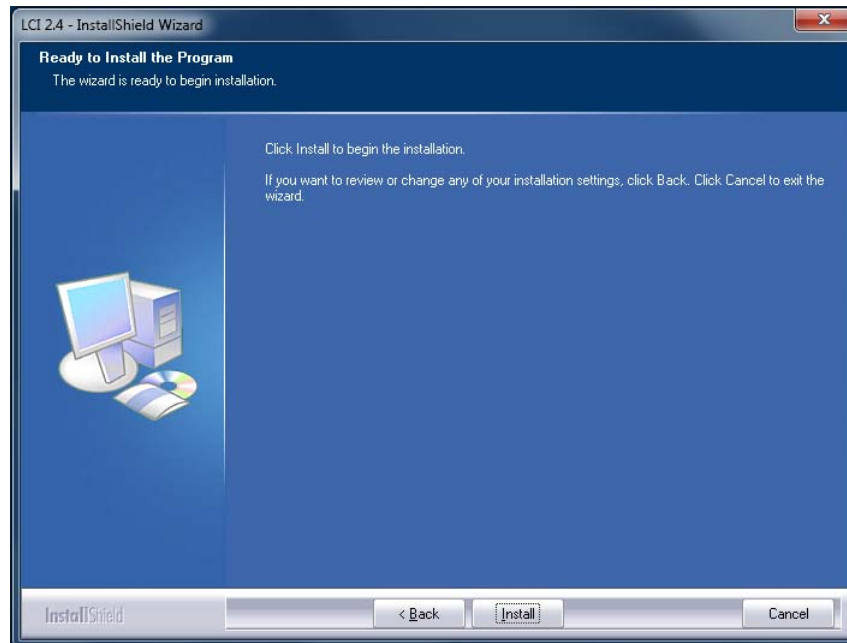 LCI 2.4 - InstallShield Wizard
Ready to Install the Program
The wizard is ready to begin installation.
Click Install to begin the installation.
If you want to review or change any of your installation settings, click Back. Click Cancel to exit the
wizard.
InstallShield
< Back
Install
Cancel